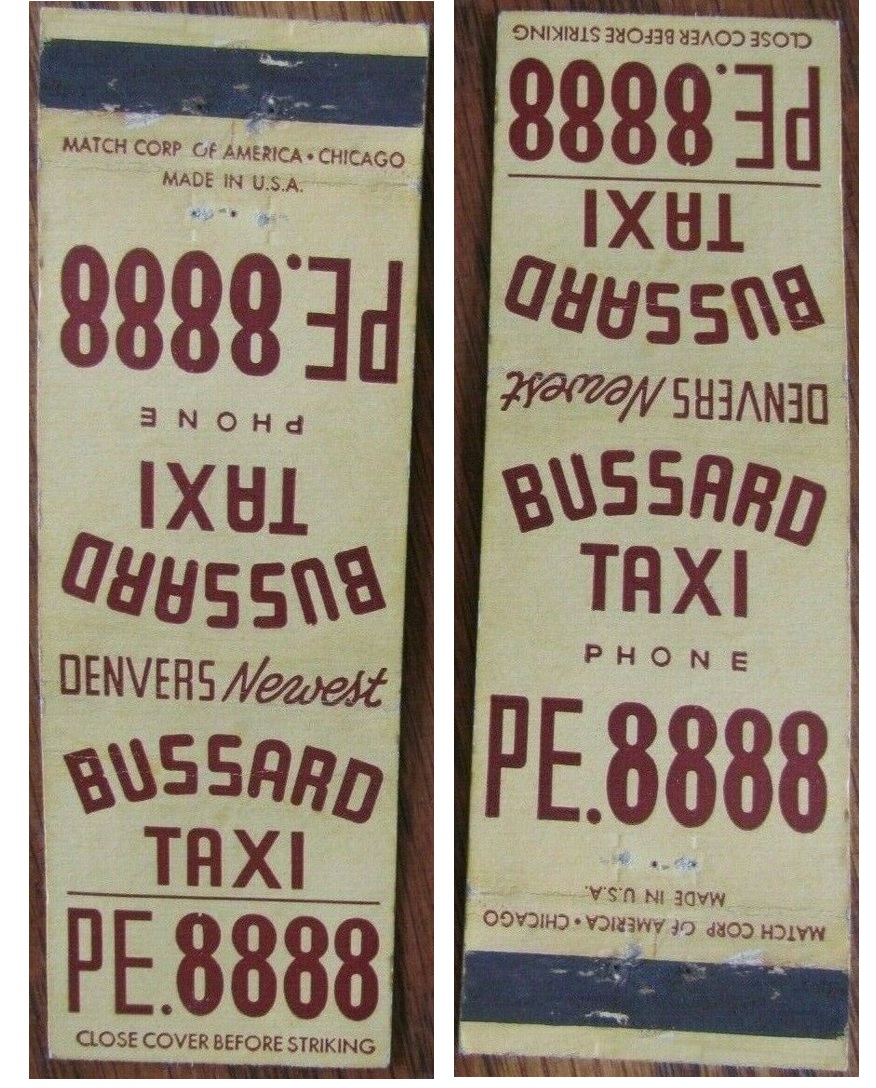 MATCH CORP OF AMERICA • CHICAGO
MADE IN U.S.A.
PE.8888
PHONE
TAXI
BUSSARD
DENVERS Newest
BUSSARD
TAXI
PE.8888
CLOSE COVER BEFORE STRIKING
CLOSE COVER BEFORE STRIKING
PE.8888
TAXI
BUSSARD
DENVERS Newest
BUSSARD
TAXI
PHONE
PE.8888
MADE IN U.S.A.
MATCH CORP OF AMERICA • CHICAGO